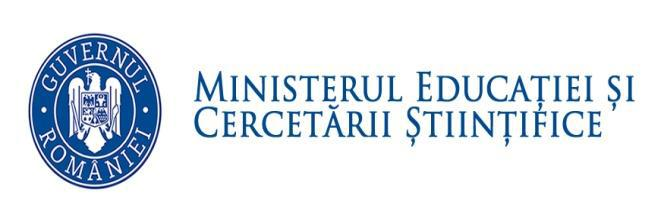 GUVERNUL
ROMÂNIEI
MINISTERUL EDUCAȚIEI ȘI
CERCETĂRII ȘTIINȚIFICE